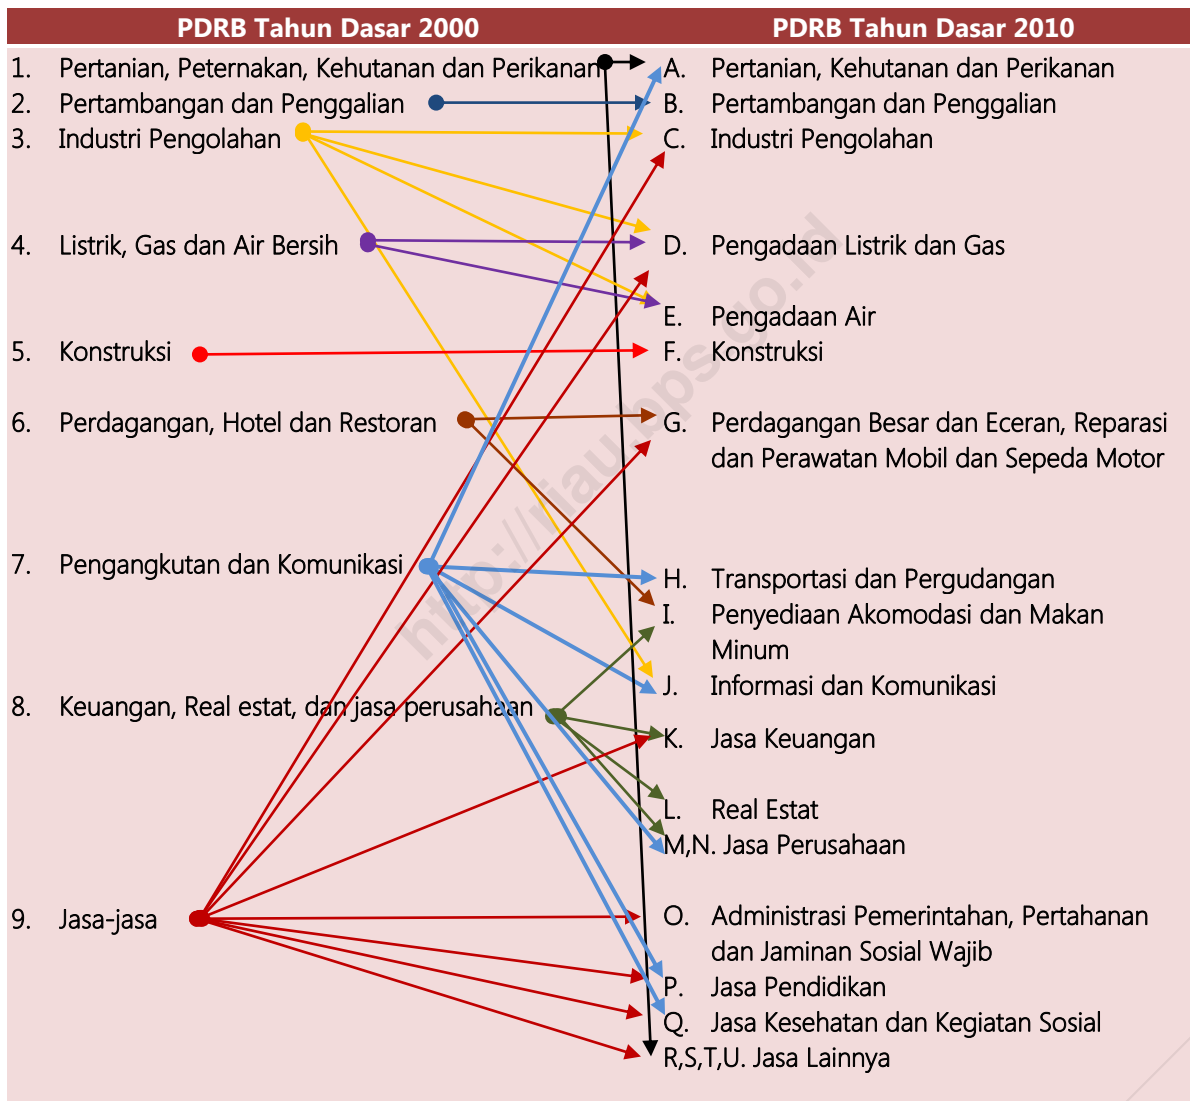 PDRB Tahun Dasar 2000
PDRB Tahun Dasar 2010
1. Pertanian, Peternakan, Kehutanan dan Perikanan
2. Pertambangan dan Penggalian
3. Industri Pengolahan
4. Listrik, Gas dan Air Bersih
5. Konstruksi
6. Perdagangan, Hotel dan Restoran
7. Pengangkutan dan Komunikasi
8. Keuangan, Real estat, dan jasa perusahaan
9. Jasa-jasa
A. Pertanian, Kehutanan dan Perikanan
B. Pertambangan dan Penggalian
C. Industri Pengolahan
D. Pengadaan Listrik dan Gas
E. Pengadaan Air
F. Konstruksi
G. Perdagangan Besar dan Eceran, Reparasi
dan Perawatan Mobil dan Sepeda Motor
H. Transportasi dan Pergudangan
I. Penyediaan Akomodasi dan Makan
Minum
J. Informasi dan Komunikasi
K. Jasa Keuangan
L. Real Estat
M,N. Jasa Perusahaan
O. Administrasi Pemerintahan, Pertahanan
dan Jaminan Sosial Wajib
P. Jasa Pendidikan
Q. Jasa Kesehatan dan Kegiatan Sosial
R,S,T,U. Jasa Lainnya
http://riau.bps.go.id